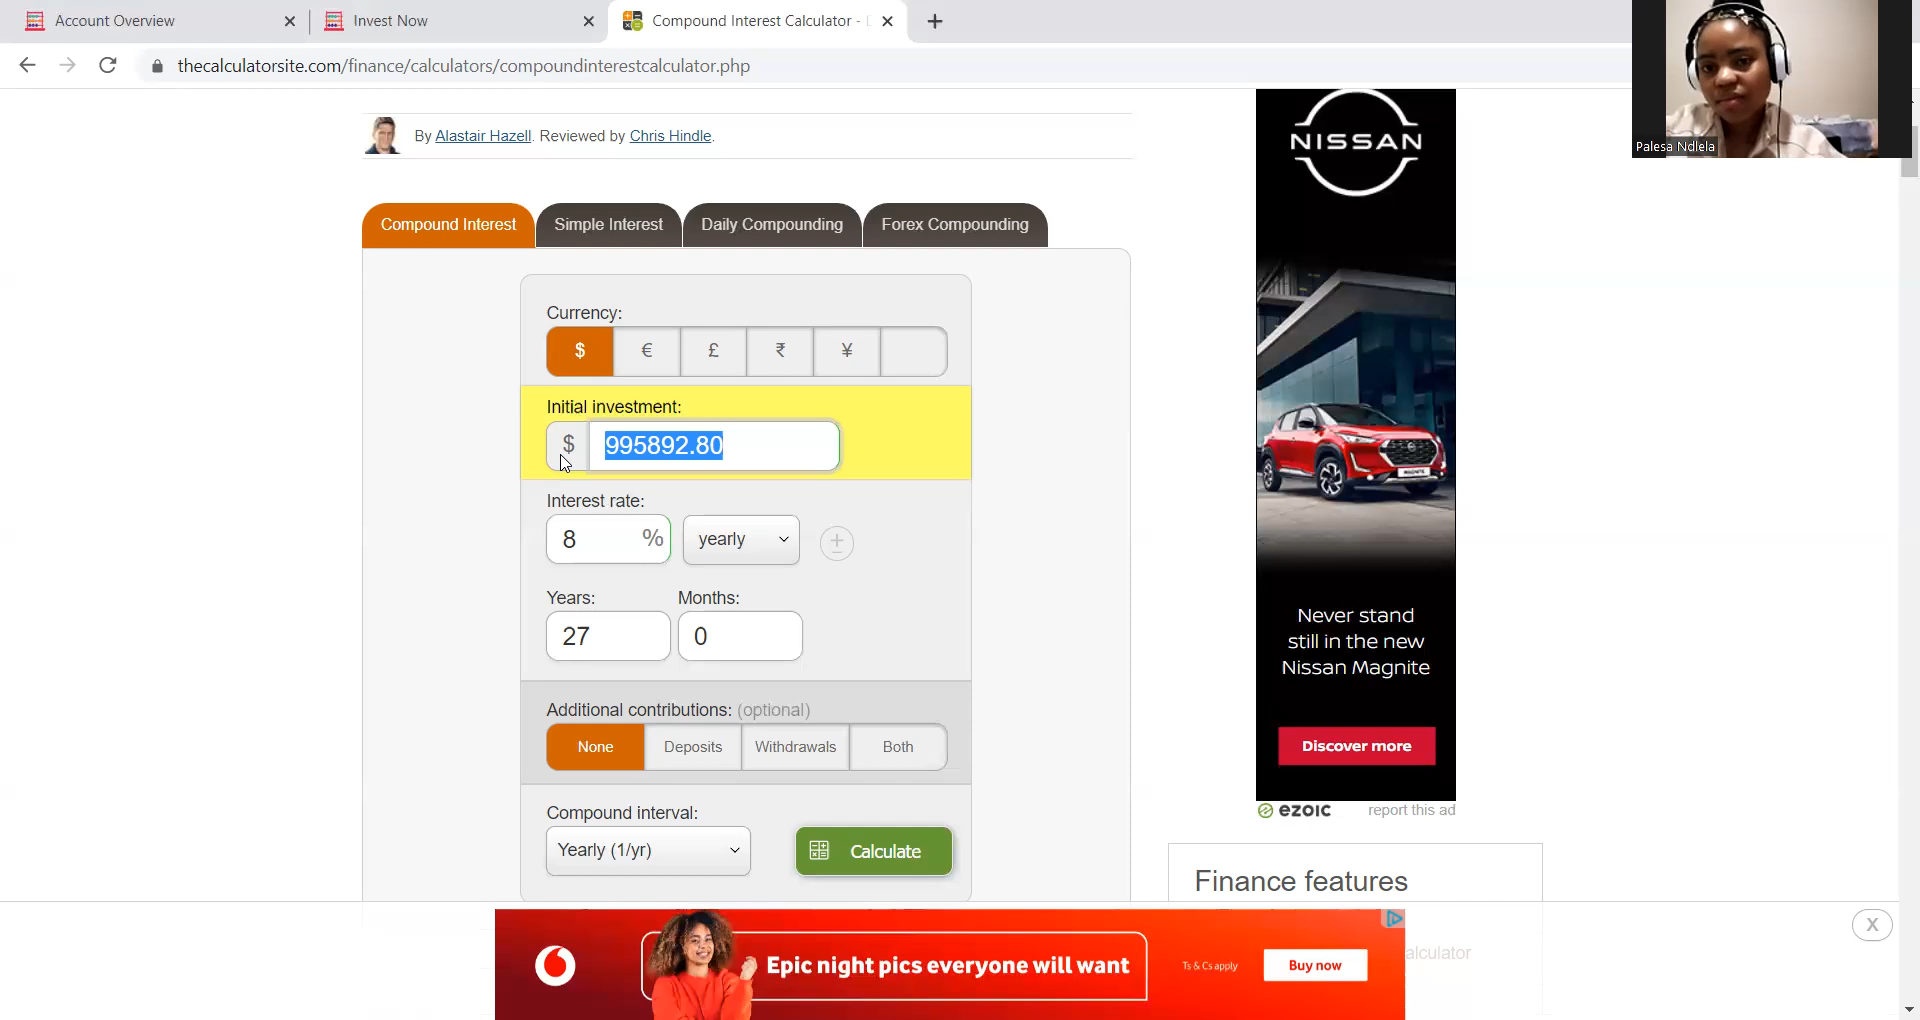 Account Overview
Invest Now
Compound Interest Calculator -
thecalculatorsite.com/finance/calculators/compoundinterestcalculator.php
Palesa Ndlela
By Alastair Hazell. Reviewed by Chris Hindle.
Compound Interest
Simple Interest
Daily Compounding
Forex Compounding
Currency:
$
€
£
₹
¥
Initial investment:
$ 995892.80
Interest rate:
8 %
yearly
Years:
Months:
27
0
Additional contributions: (optional)
None
Deposits
Withdrawals
Both
Compound interval:
Yearly (1/yr)
Calculate
NISSAN
MAGNITE
Never stand
still in the new
Nissan Magnite
Discover more
ezoic
report this ad
Finance features
alculator
X
Epic night pics everyone will want
Ts & Cs apply
Buy now